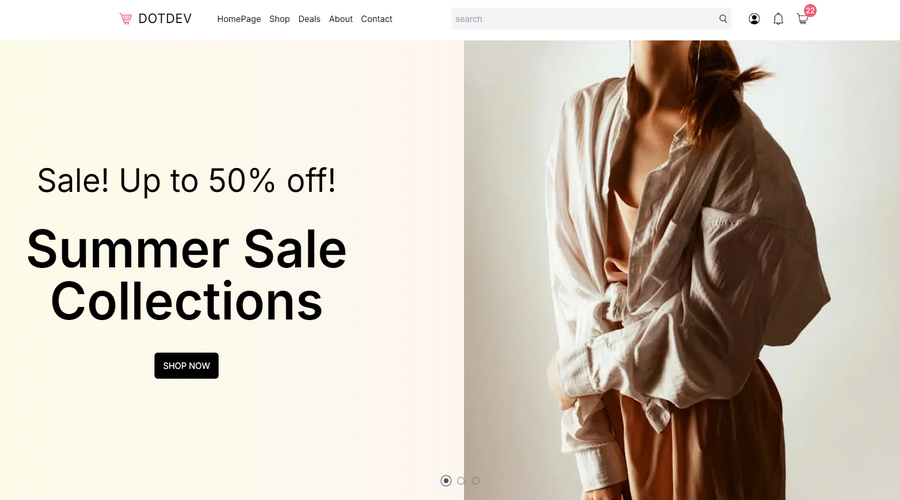 DOTDEV
HomePage Shop Deals About Contact
search
22
Sale! Up to 50% off!
Summer Sale
Collections
SHOP NOW